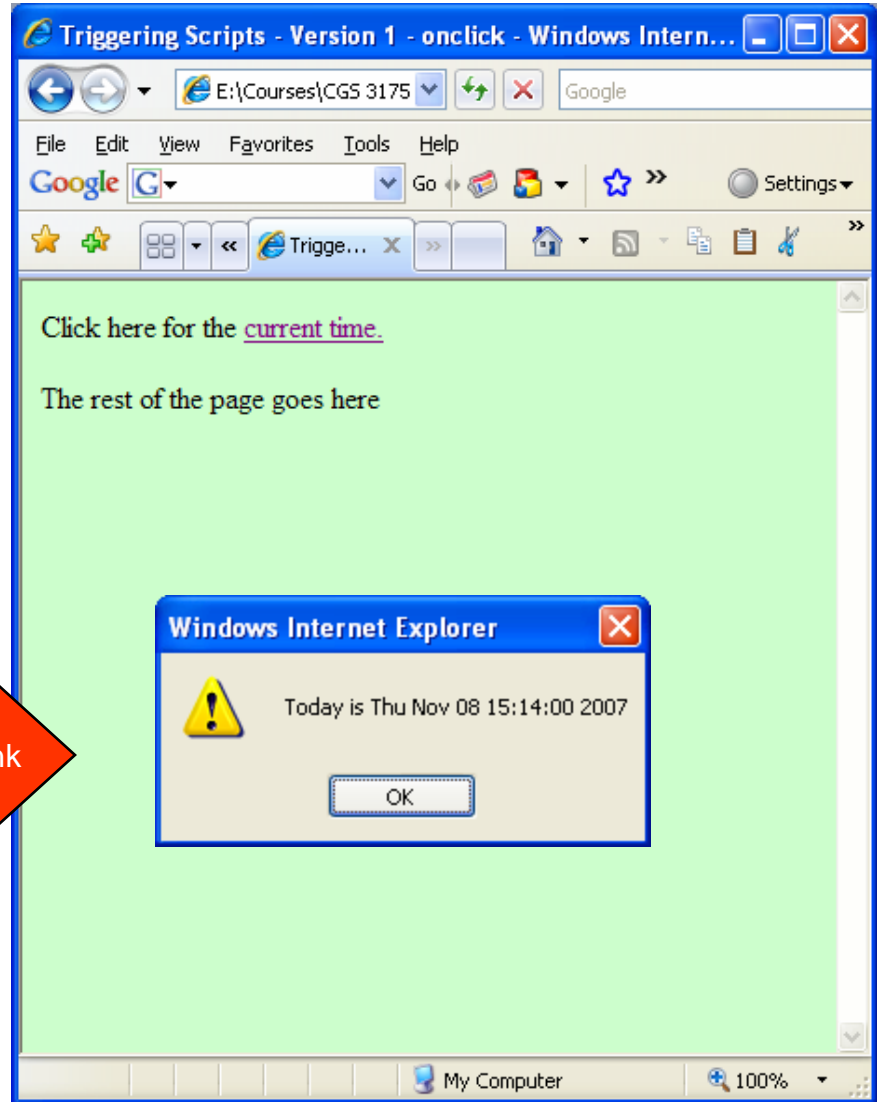 Triggering Scripts - Version 1 - onclick - Windows Intern...
E:\Courses\CGS 3175
Google
File Edit View Favorites Tools Help
Google G Go » Settings
« Trigge... X » »
Click here for the current time.
The rest of the page goes here
Windows Internet Explorer
Today is Thu Nov 08 15:14:00 2007
OK
My Computer 100%